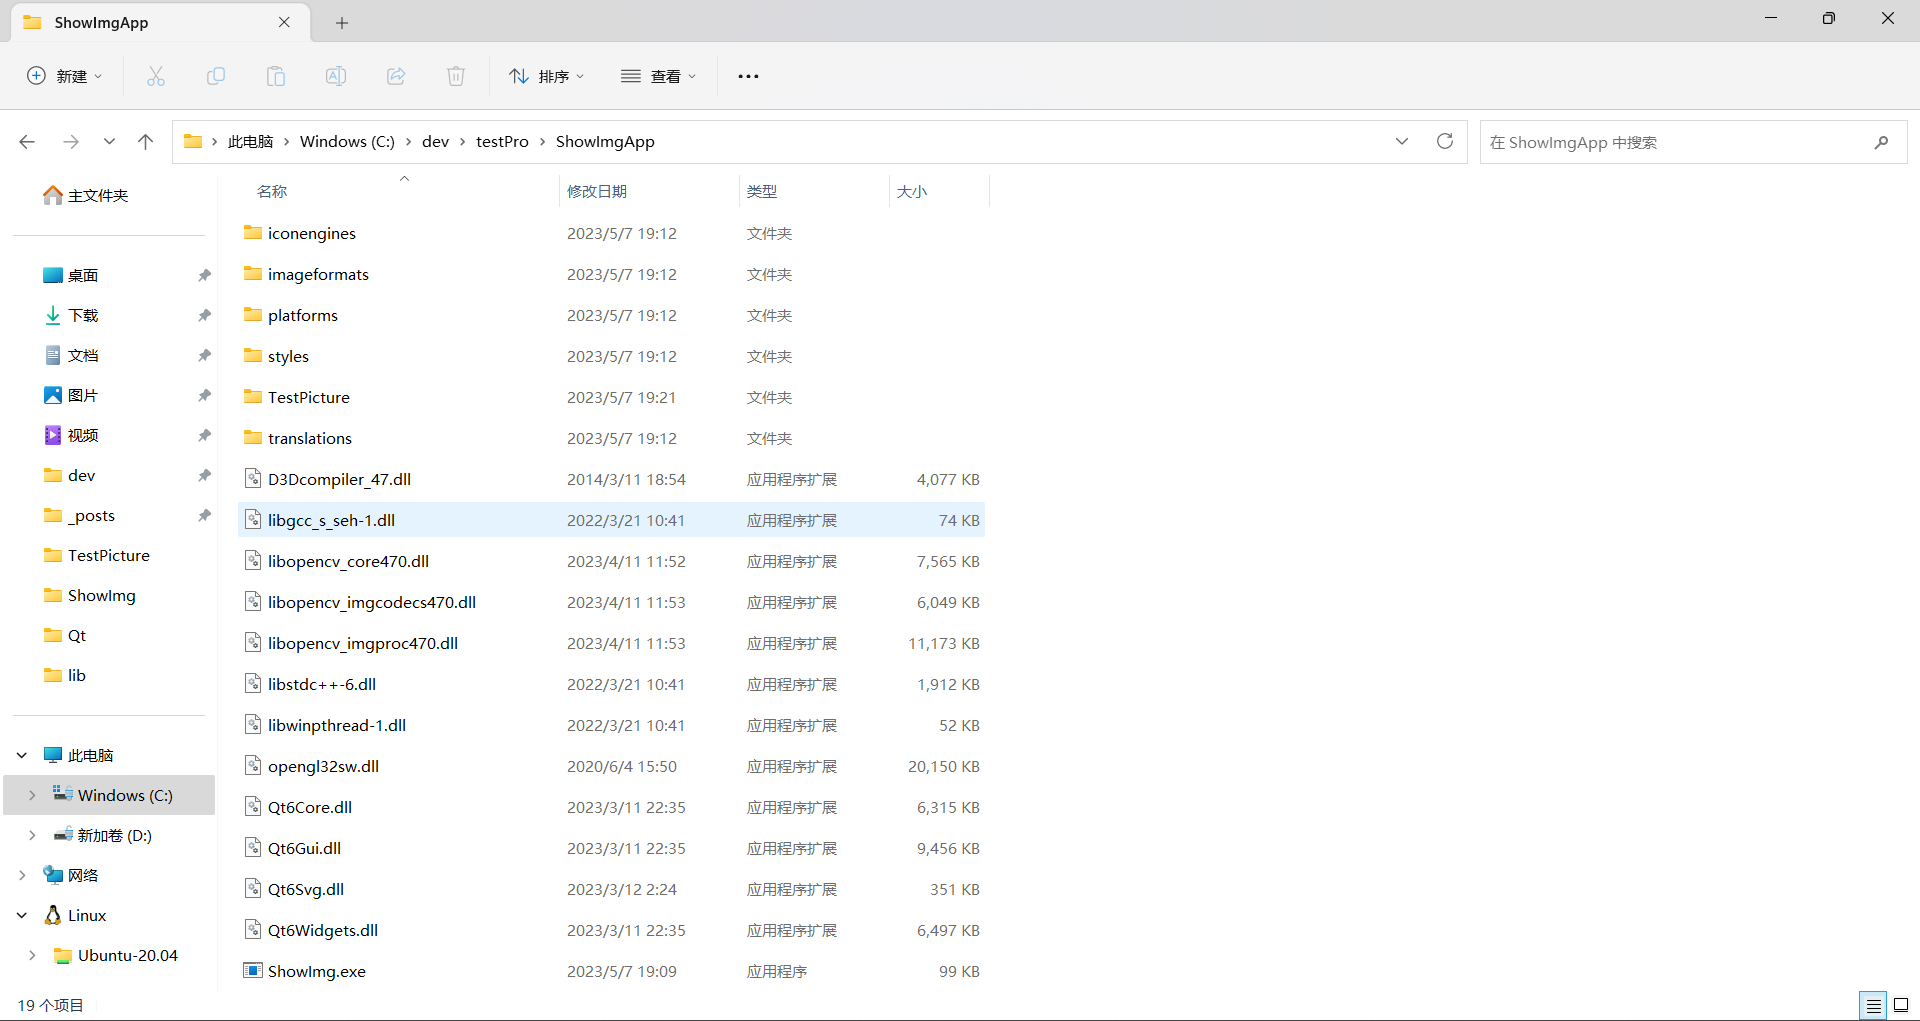 ShowImgApp
新建 排序 查看
此电脑 Windows (C:) dev testPro ShowImgApp 在 ShowImgApp 中搜索
主文件夹
桌面
下载
文档
图片
视频
dev
_posts
TestPicture
ShowImg
Qt
lib
此电脑
Windows (C:)
新加卷 (D:)
网络
Linux
Ubuntu-20.04
名称 修改日期 类型 大小
iconengines 2023/5/7 19:12 文件夹
imageformats 2023/5/7 19:12 文件夹
platforms 2023/5/7 19:12 文件夹
styles 2023/5/7 19:12 文件夹
TestPicture 2023/5/7 19:21 文件夹
translations 2023/5/7 19:12 文件夹
D3Dcompiler_47.dll 2014/3/11 18:54 应用程序扩展 4,077 KB
libgcc_s_seh-1.dll 2022/3/21 10:41 应用程序扩展 74 KB
libopencv_core470.dll 2023/4/11 11:52 应用程序扩展 7,565 KB
libopencv_imgcodecs470.dll 2023/4/11 11:53 应用程序扩展 6,049 KB
libopencv_imgproc470.dll 2023/4/11 11:53 应用程序扩展 11,173 KB
libstdc++-6.dll 2022/3/21 10:41 应用程序扩展 1,912 KB
libwinpthread-1.dll 2022/3/21 10:41 应用程序扩展 52 KB
opengl32sw.dll 2020/6/4 15:50 应用程序扩展 20,150 KB
Qt6Core.dll 2023/3/11 22:35 应用程序扩展 6,315 KB
Qt6Gui.dll 2023/3/11 22:35 应用程序扩展 9,456 KB
Qt6Svg.dll 2023/3/12 2:24 应用程序扩展 351 KB
Qt6Widgets.dll 2023/3/11 22:35 应用程序扩展 6,497 KB
ShowImg.exe 2023/5/7 19:09 应用程序 99 KB
19 个项目